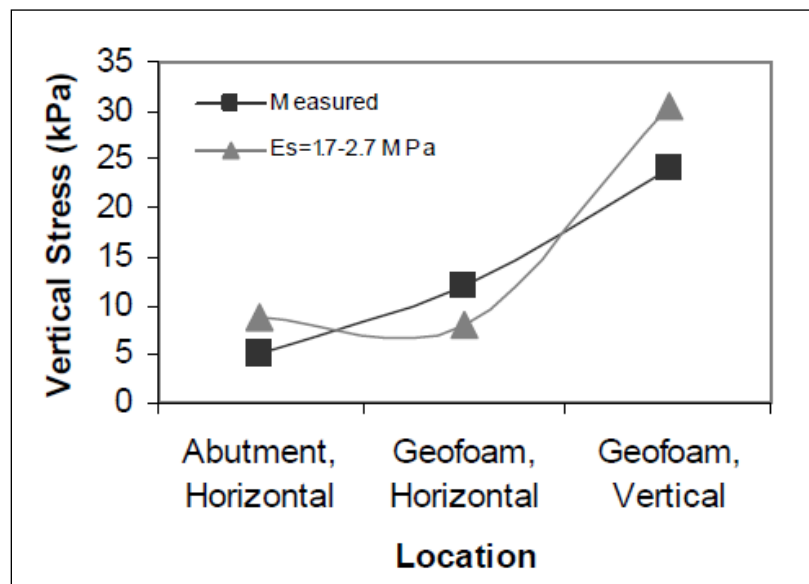 35
30
25
20
15
10
5
0
Vertical Stress (kPa)
Measured
Es=1.7-2.7 MPa
Abutment,
Horizontal
Geofoam,
Horizontal
Geofoam,
Vertical
Location